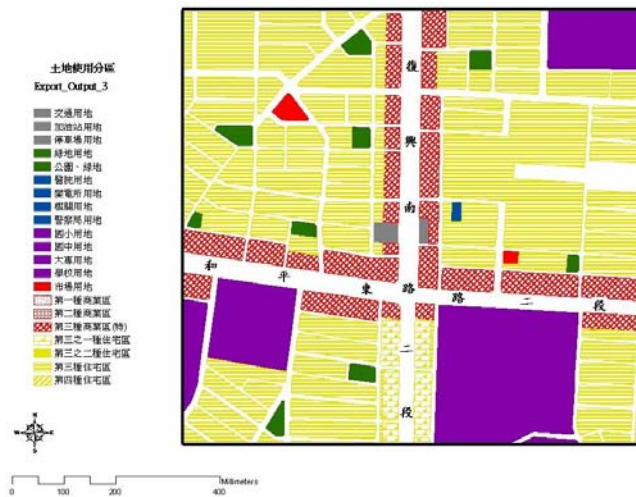 土地使用分區
Export_Output_3
交通用地
加油站用地
停車場用地
綠地用地
公園、綠地
醫院用地
變電所用地
機關用地
警察局用地
國小用地
國中用地
大專用地
學校用地
市場用地
第一種商業區
第二種商業區
第三種商業區(特)
第三之一種住宅區
第三之二種住宅區
第三種住宅區
第四種住宅區
復興南路二段
和平東路二段
N
W E
S
Millimeters
0 100 200 400